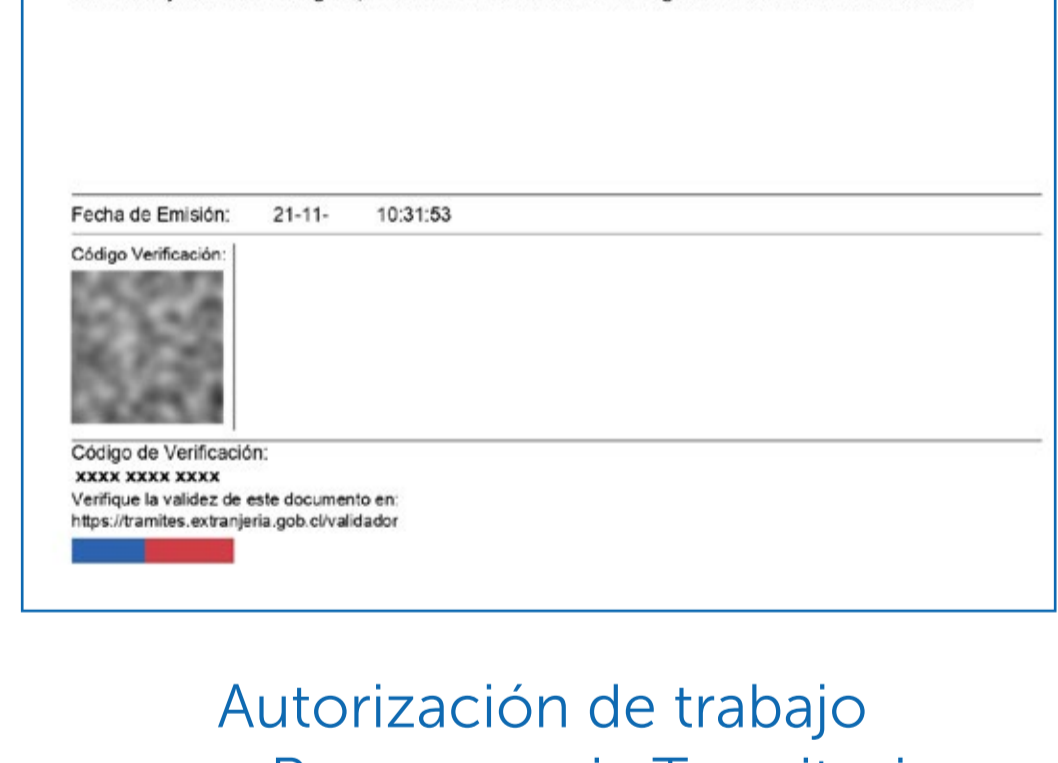 Fecha de Emisión: 21-11- 10:31:53
Código Verificación:
Código de Verificación:
xxxx xxxx xxxx
Verifique la validez de este documento en:
https://tramites.extranjeria.gob.cl/validador
Autorización de trabajo